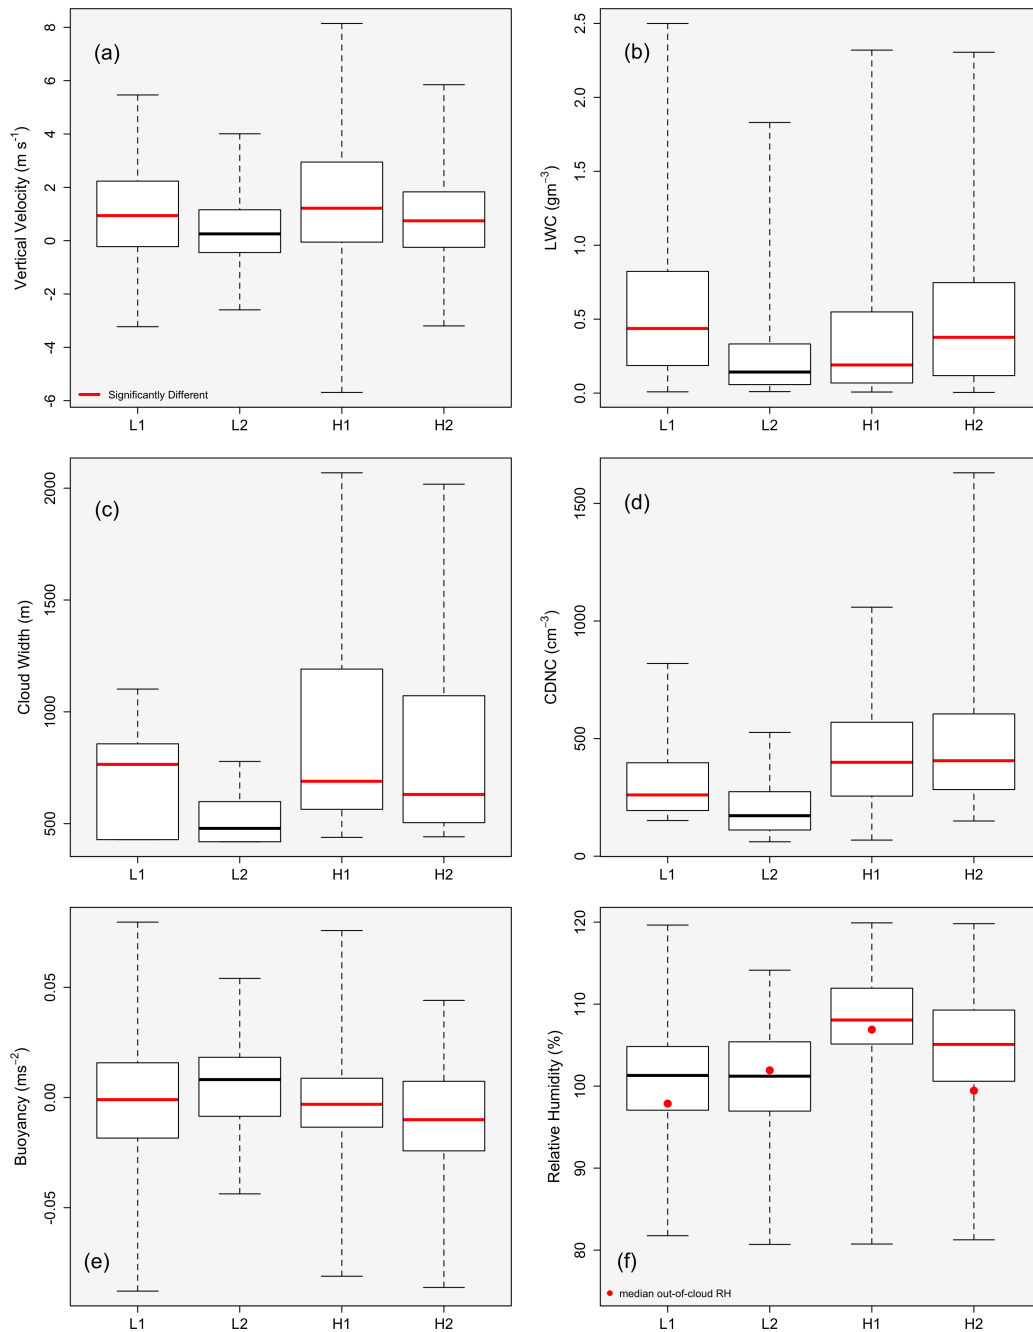 (a)
Vertical Velocity (m s-1)
8
6
4
2
0
-2
-4
-6
Significantly Different
L1 L2 H1 H2
(b)
LWC (gm−3)
2.5
2.0
1.5
1.0
0.5
0.0
L1 L2 H1 H2
(c)
Cloud Width (m)
2000
1500
1000
500
L1 L2 H1 H2
(d)
CDNC (cm−3)
1500
1000
500
0
L1 L2 H1 H2
(e)
Buoyancy (ms−2)
0.05
0.00
-0.05
L1 L2 H1 H2
(f)
Relative Humidity (%)
120
110
100
90
80
median out-of-cloud RH
L1 L2 H1 H2